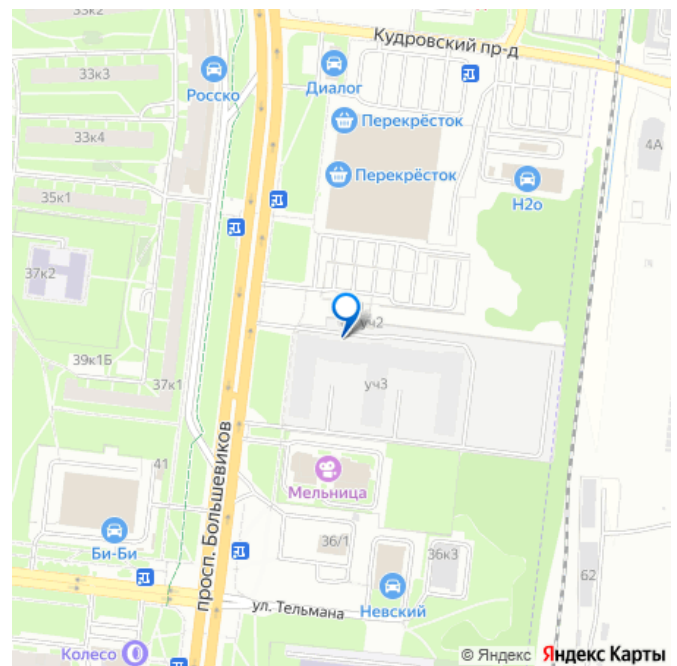 33к2
Кудровский пр-д
33к3
Росско
Диалог
Перекрёсток
33к4
4А
Перекрёсток
35к1
Н2о
37к2
уч2
39к1Б
37к1
уч3
просп. Большевиков
41
Мельница
36/1
36к3
Би-Би
62
ул. Тельмана
Невский
Колесо
© Яндекс Яндекс Карты